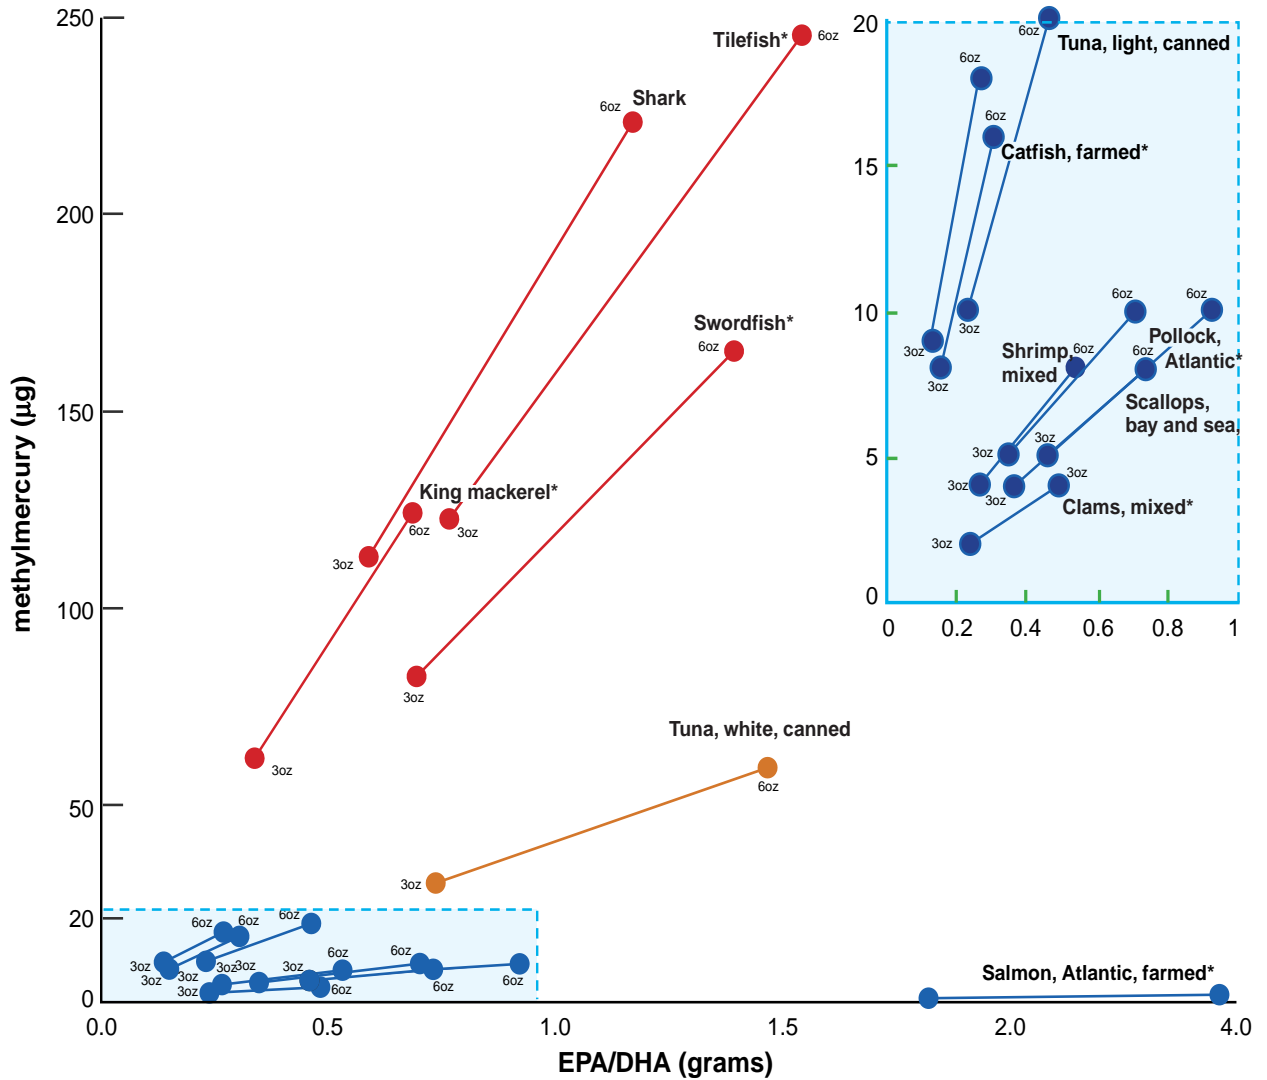 250
200
150
100
50
20
0
methylmercury (µg)
0.0
0.5
1.0
1.5
2.0
4.0
EPA/DHA (grams)
Tilefish*
6oz
3oz
Shark
6oz
3oz
Swordfish*
6oz
3oz
King mackerel*
6oz
3oz
Tuna, white, canned
6oz
3oz
Salmon, Atlantic, farmed*
6oz
6oz
6oz
3oz
3oz
3oz
3oz
3oz
3oz
3oz
6oz
6oz
6oz
6oz
6oz
20
15
10
5
0
0
0.2
0.4
0.6
0.8
1
6oz
Tuna, light, canned
6oz
6oz
Catfish, farmed*
3oz
3oz
3oz
6oz
6oz
Shrimp,
mixed
6oz
Pollock,
Atlantic*
6oz
Scallops,
bay and sea,
3oz
3oz
3oz
3oz
3oz
Clams, mixed*
3oz